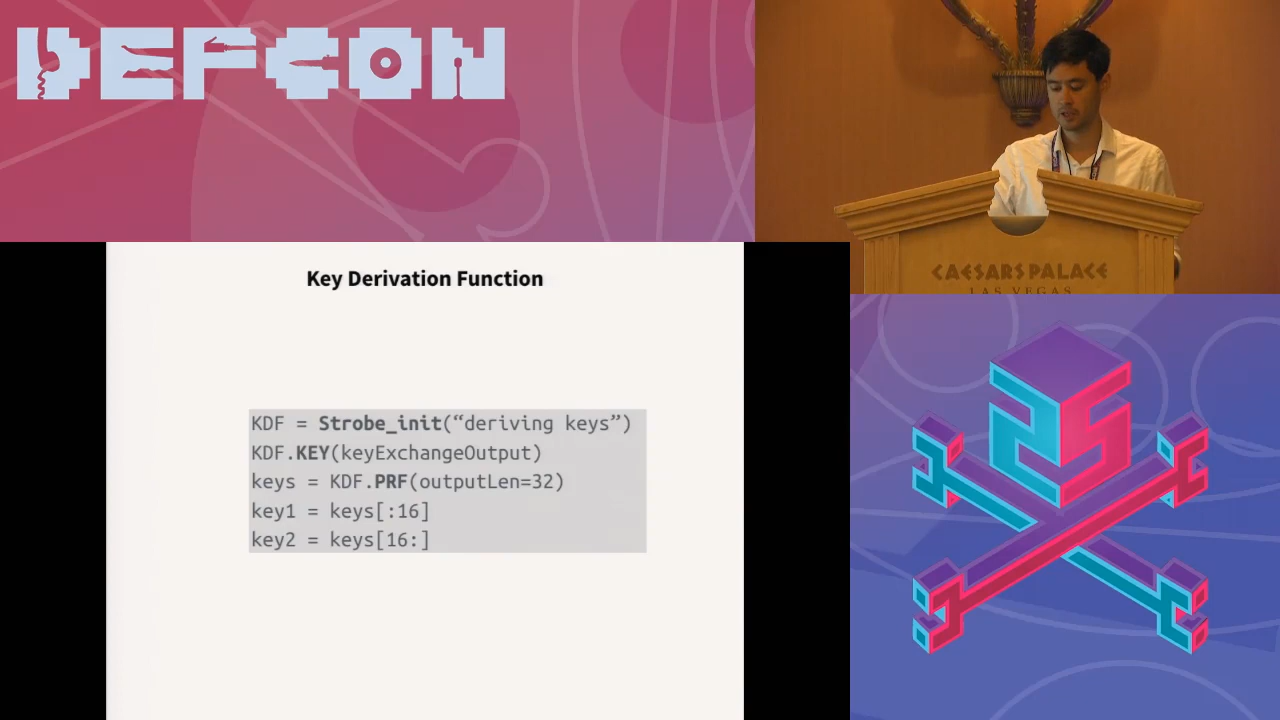 DEFCON
CAESARS PALACE
LAS VEGAS
Key Derivation Function
KDF = Strobe_init(“deriving keys”)
KDF.KEY(keyExchangeOutput)
keys = KDF.PRF(outputLen=32)
key1 = keys[:16]
key2 = keys[16:]